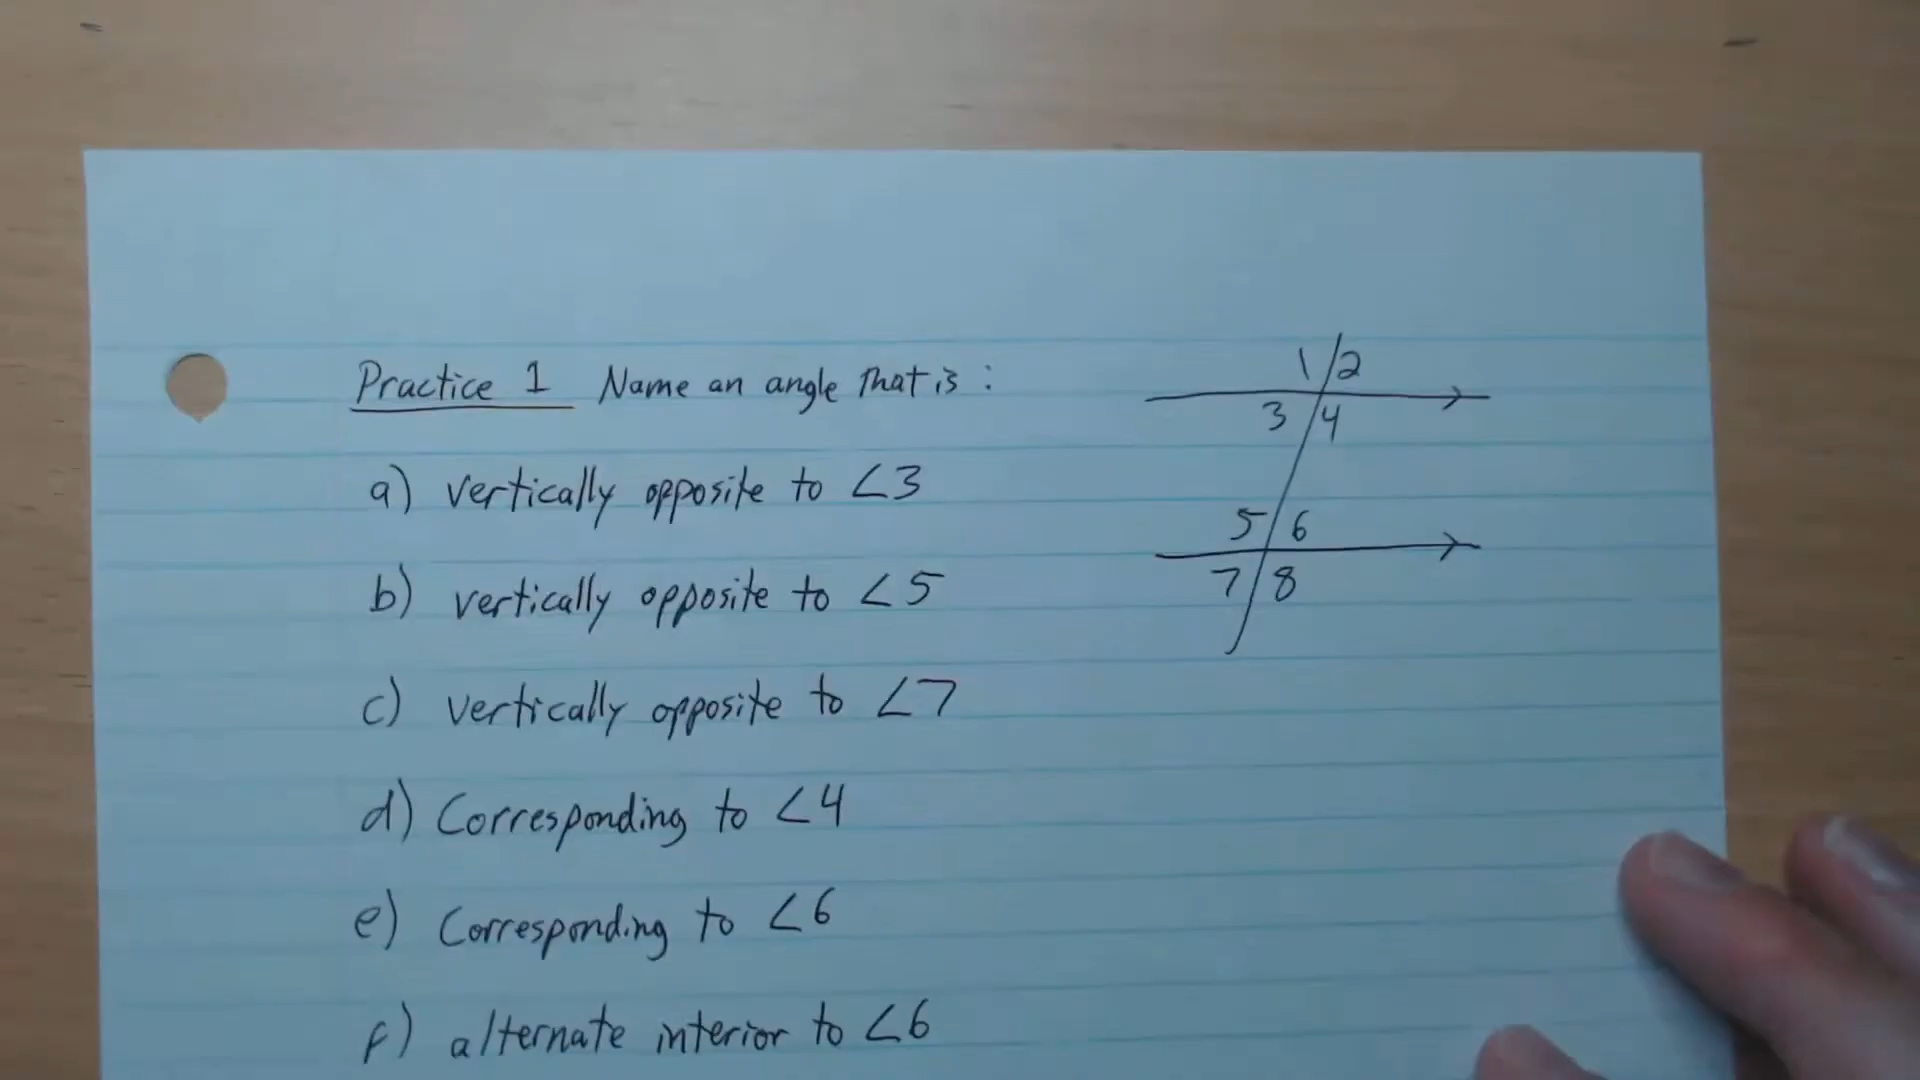 Practice 1 Name an angle that is :
1 2
3 4
a) vertically opposite to ∠3
5 6
b) vertically opposite to ∠5
7 8
c) vertically opposite to ∠7
d) Corresponding to ∠4
e) Corresponding to ∠6
f) alternate interior to ∠6